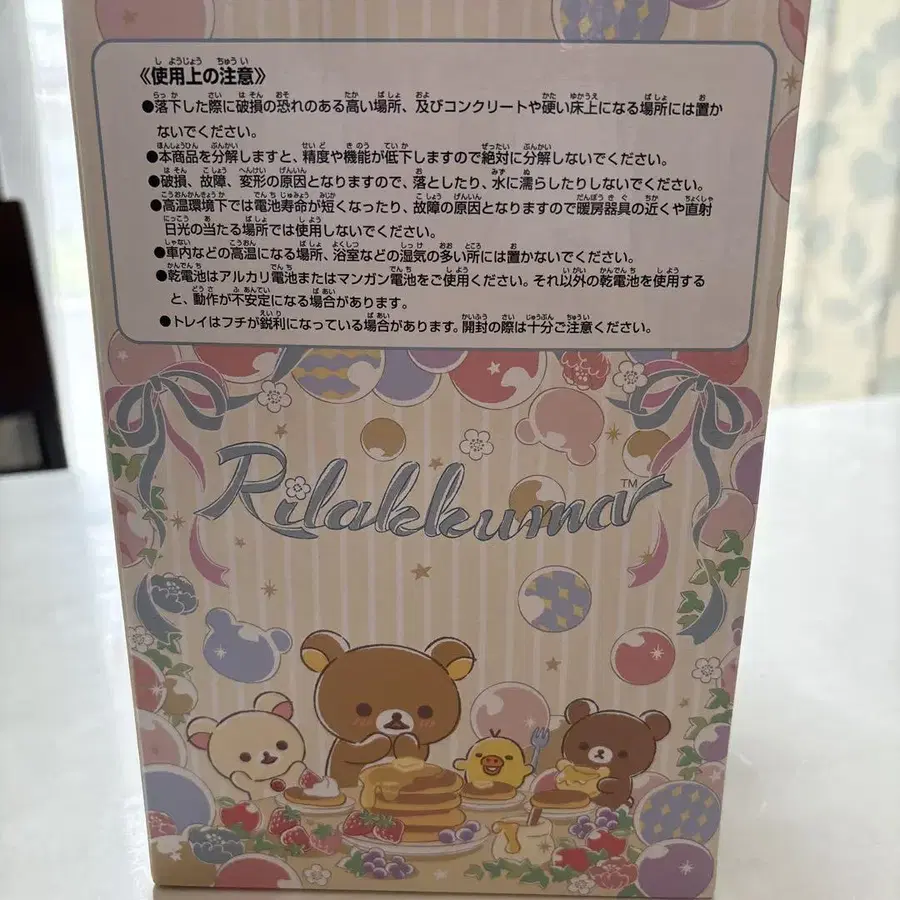 《使用上の注意》
●落下した際に破損の恐れのある高い場所、及びコンクリートや硬い床上になる場所には置か
ないでください。
●本商品を分解しますと、精度や機能が低下しますので絶対に分解しないでください。
●破損、故障、変形の原因となりますので、落としたり、水に濡らしたりしないでください。
●高温環境下では電池寿命が短くなったり、故障の原因となりますので暖房器具の近くや直射
日光の当たる場所では使用しないでください。
●車内などの高温になる場所、浴室などの湿気の多い所には置かないでください。
●乾電池はアルカリ電池またはマンガン電池をご使用ください。それ以外の乾電池を使用する
と、動作が不安定になる場合があります。
●トレイはフチが鋭利になっている場合があります。開封の際は十分ご注意ください。
Rilakkuma™